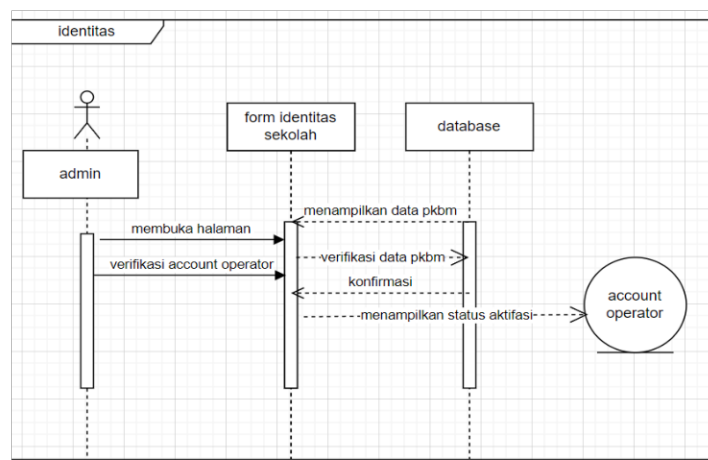 identitas
form identitas
sekolah
database
admin
menampilkan data pkbm
membuka halaman
verifikasi data pkbm
verifikasi account operator
konfirmasi
account
operator
menampilkan status aktifasi